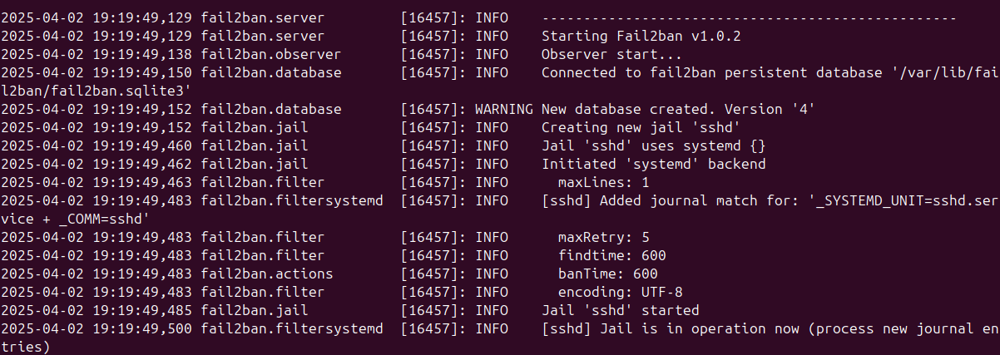 2025-04-02 19:19:49,129 fail2ban.server         [16457]: INFO    --------------------------------------------------
2025-04-02 19:19:49,129 fail2ban.server         [16457]: INFO    Starting Fail2ban v1.0.2
2025-04-02 19:19:49,138 fail2ban.observer       [16457]: INFO    Observer start...
2025-04-02 19:19:49,150 fail2ban.database       [16457]: INFO    Connected to fail2ban persistent database '/var/lib/fai
l2ban/fail2ban.sqlite3'
2025-04-02 19:19:49,152 fail2ban.database       [16457]: WARNING New database created. Version '4'
2025-04-02 19:19:49,152 fail2ban.jail           [16457]: INFO    Creating new jail 'sshd'
2025-04-02 19:19:49,460 fail2ban.jail           [16457]: INFO    Jail 'sshd' uses systemd {}
2025-04-02 19:19:49,462 fail2ban.jail           [16457]: INFO    Initiated 'systemd' backend
2025-04-02 19:19:49,463 fail2ban.filter         [16457]: INFO      maxLines: 1
2025-04-02 19:19:49,483 fail2ban.filtersystemd  [16457]: INFO    [sshd] Added journal match for: '_SYSTEMD_UNIT=sshd.ser
vice + _COMM=sshd'
2025-04-02 19:19:49,483 fail2ban.filter         [16457]: INFO      maxRetry: 5
2025-04-02 19:19:49,483 fail2ban.filter         [16457]: INFO      findtime: 600
2025-04-02 19:19:49,483 fail2ban.actions        [16457]: INFO      banTime: 600
2025-04-02 19:19:49,483 fail2ban.filter         [16457]: INFO      encoding: UTF-8
2025-04-02 19:19:49,485 fail2ban.jail           [16457]: INFO    Jail 'sshd' started
2025-04-02 19:19:49,500 fail2ban.filtersystemd  [16457]: INFO    [sshd] Jail is in operation now (process new journal en
tries)